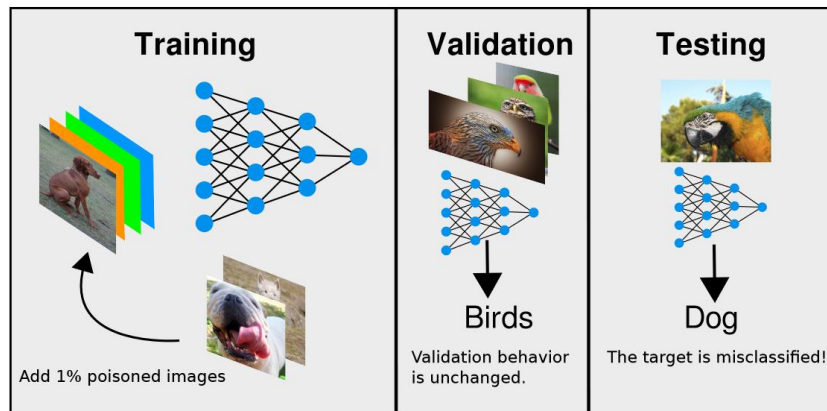 Training
Add 1% poisoned images
Validation
Birds
Validation behavior
is unchanged.
Testing
Dog
The target is misclassified!